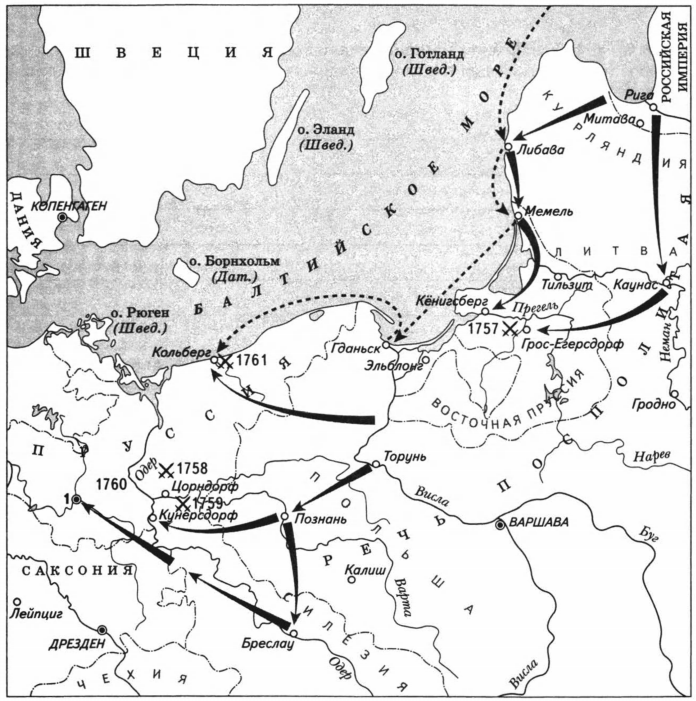 ШВЕЦИЯ
о. Готланд
(Швед.)
РОССИЙСКАЯ
ИМПЕРИЯ
о. Эланд
(Швед.)
БАЛТИЙСКОЕ МОРЕ
Рига
Митава
КУРЛЯНДИЯ
Либава
ДАНИЯ
КОПЕНГАГЕН
Мемель
ЛИТВА
о. Борнхольм
(Дат.)
Тильзит
Каунас
о. Рюген
(Швед.)
Кёнигсберг
Прегель
1757
Грос-Егерсдорф
Неман
Кольберг
1761
Гданьск
Эльблонг
ВОСТОЧНАЯ ПРУССИЯ
Гродно
ПРУССИЯ
Одер
1758
Цорндорф
1760
1
1759
Кунерсдорф
Торунь
Висла
Нарев
ПОЛЬША
РЕЧЬ ПОСПОЛИТАЯ
Познань
ВАРШАВА
Буг
САКСОНИЯ
Калиш
Варта
Лейпциг
СИЛЕЗИЯ
ДРЕЗДЕН
Бреслау
Одер
Висла
ЧЕХИЯ